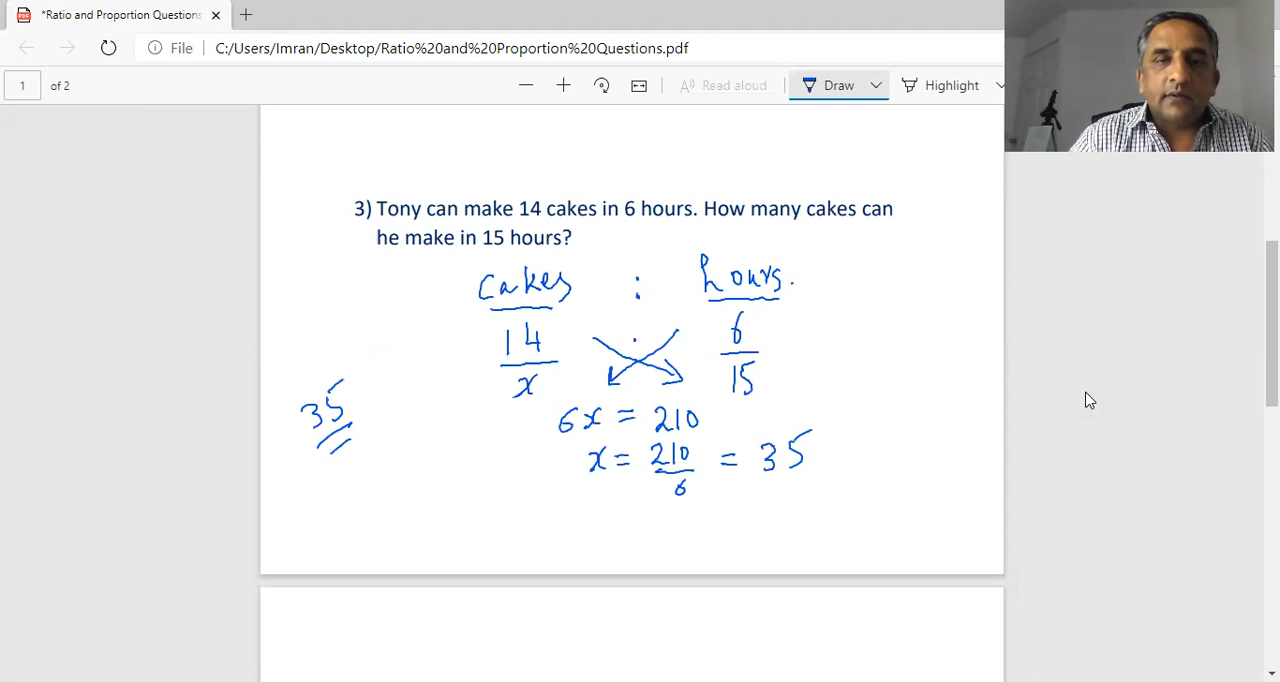 *Ratio and Proportion Questions
File C:/Users/Imran/Desktop/Ratio%20and%20Proportion%20Questions.pdf
1 of 2 Read aloud Draw Highlight
3) Tony can make 14 cakes in 6 hours. How many cakes can
he make in 15 hours?
cakes : hours.
14 6
x 15
6x = 210
35
x = 210/6 = 35